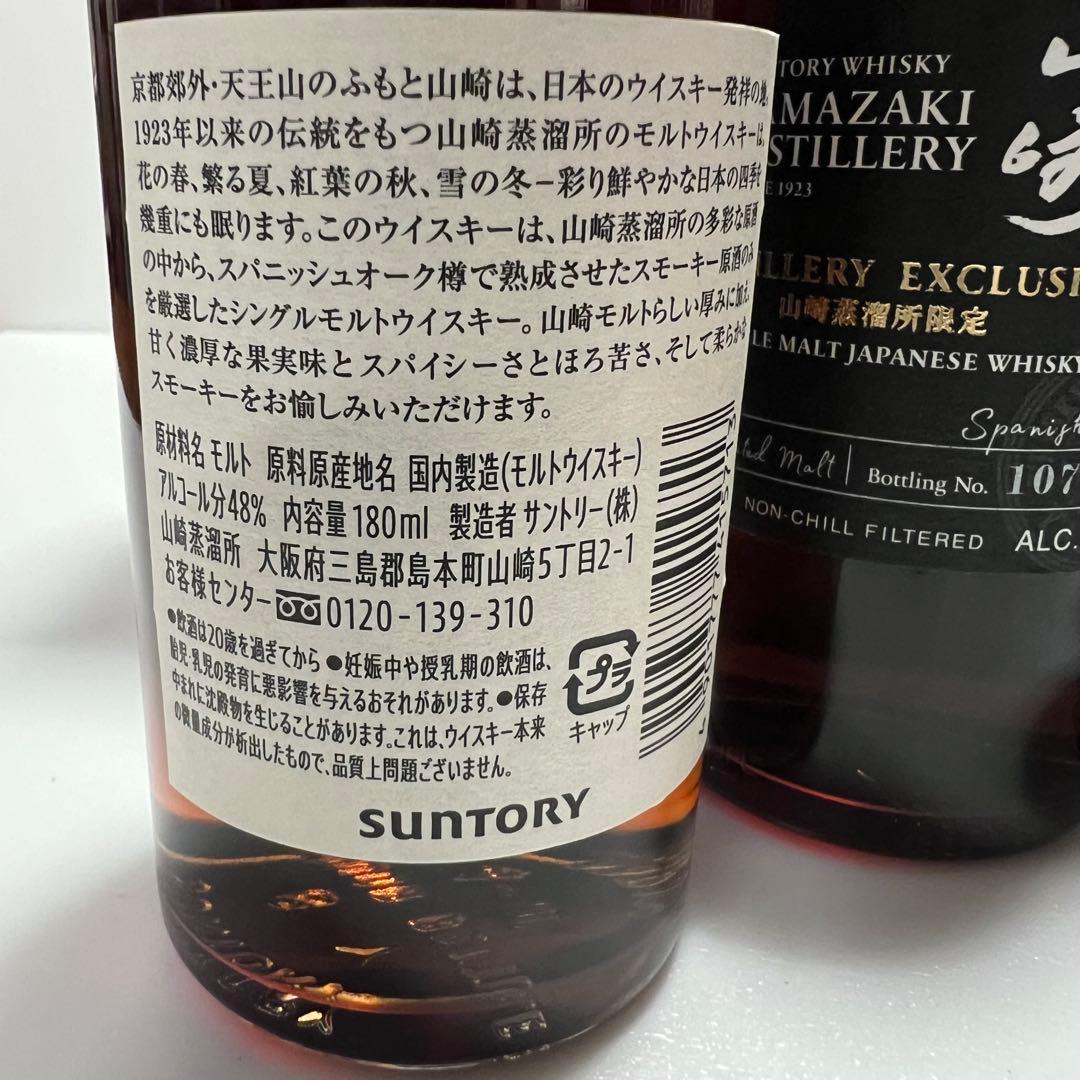 京都郊外・天王山のふもと山崎は、日本のウイスキー発祥の地。
1923年以来の伝統をもつ山崎蒸溜所のモルトウイスキーは、
花の春、繁る夏、紅葉の秋、雪の冬－彩り鮮やかな日本の四季を
幾重にも眠ります。このウイスキーは、山崎蒸溜所の多彩な原酒
の中から、スパニッシュオーク樽で熟成させたスモーキー原酒のみ
を厳選したシングルモルトウイスキー。山崎モルトらしい厚みに加え、
甘く濃厚な果実味とスパイシーさとほろ苦さ、そして柔らかな
スモーキーをお愉しみいただけます。
原材料名 モルト 原料原産地名 国内製造(モルトウイスキー)
アルコール分48% 内容量180ml 製造者 サントリー(株)
山崎蒸溜所 大阪府三島郡島本町山崎5丁目2-1
お客様センター 0120-139-310
●飲酒は20歳を過ぎてから ●妊娠中や授乳期の飲酒は、
胎児・乳児の発育に悪影響を与えるおそれがあります。●保存
中まれに沈殿物を生じることがあります。これは、ウイスキー本来
の微量成分が析出したもので、品質上問題ございません。
プラ
キャップ
SUNTORY
TORY WHISKY
AMAZAKI
STILLERY
1923
山崎
ILLERY EXCLUSI
山崎蒸溜所限定
LE MALT JAPANESE WHISKY
Spanish
ted Malt
Bottling No. 107
NON-CHILL FILTERED ALC.